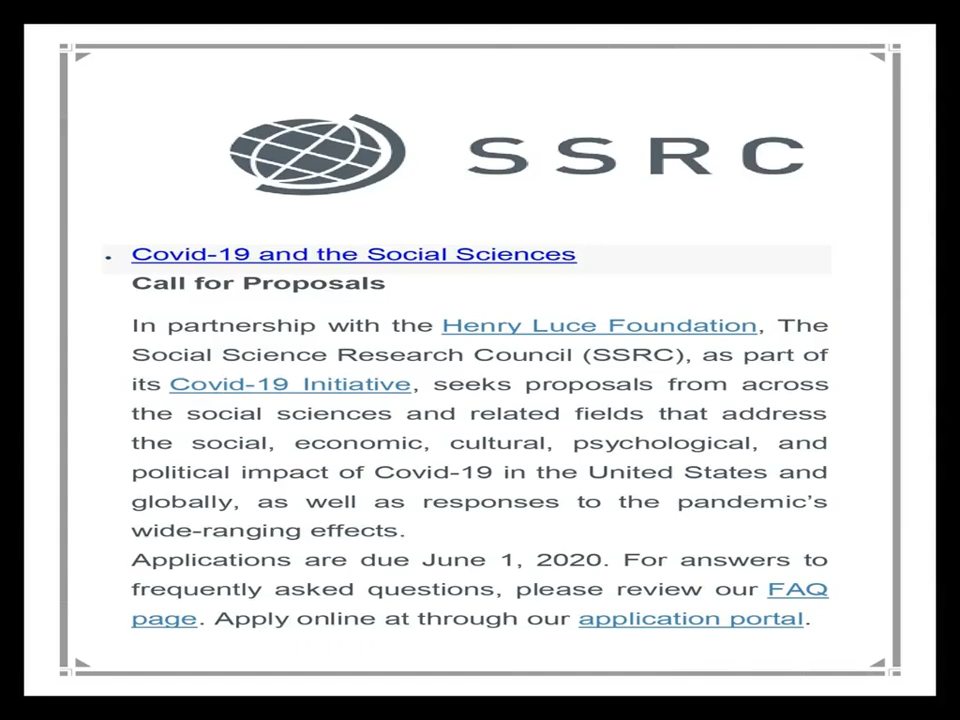 SSRC
• Covid-19 and the Social Sciences
Call for Proposals
In partnership with the Henry Luce Foundation, The
Social Science Research Council (SSRC), as part of
its Covid-19 Initiative, seeks proposals from across
the social sciences and related fields that address
the social, economic, cultural, psychological, and
political impact of Covid-19 in the United States and
globally, as well as responses to the pandemic’s
wide-ranging effects.
Applications are due June 1, 2020. For answers to
frequently asked questions, please review our FAQ
page. Apply online at through our application portal.